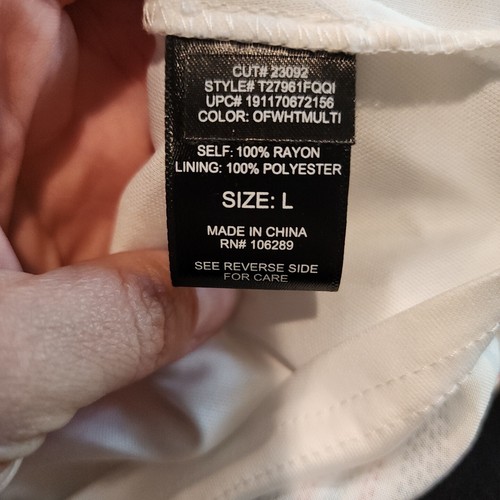 CUT# 23092
STYLE# T27961FQQI
UPC# 191170672156
COLOR: OFWHTMULTI
SELF: 100% RAYON
LINING: 100% POLYESTER
SIZE: L
MADE IN CHINA
RN# 106289
SEE REVERSE SIDE
FOR CARE